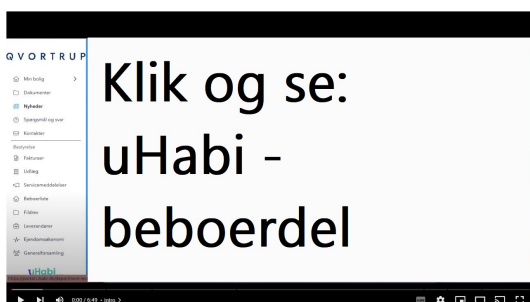 QVORTRUP
Min bolig
Dokumenter
Nyheder
Spørgsmål og svar
Kontakter
Bestyrelse
Fakturaer
Udlæg
Servicemeddelelser
Beboerliste
Fildrev
Leverandører
Ejendomsøkonomi
Generalforsamling
uHabi
Klik og se:
uHabi -
beboerdel
0:00 / 6:49 • Intro